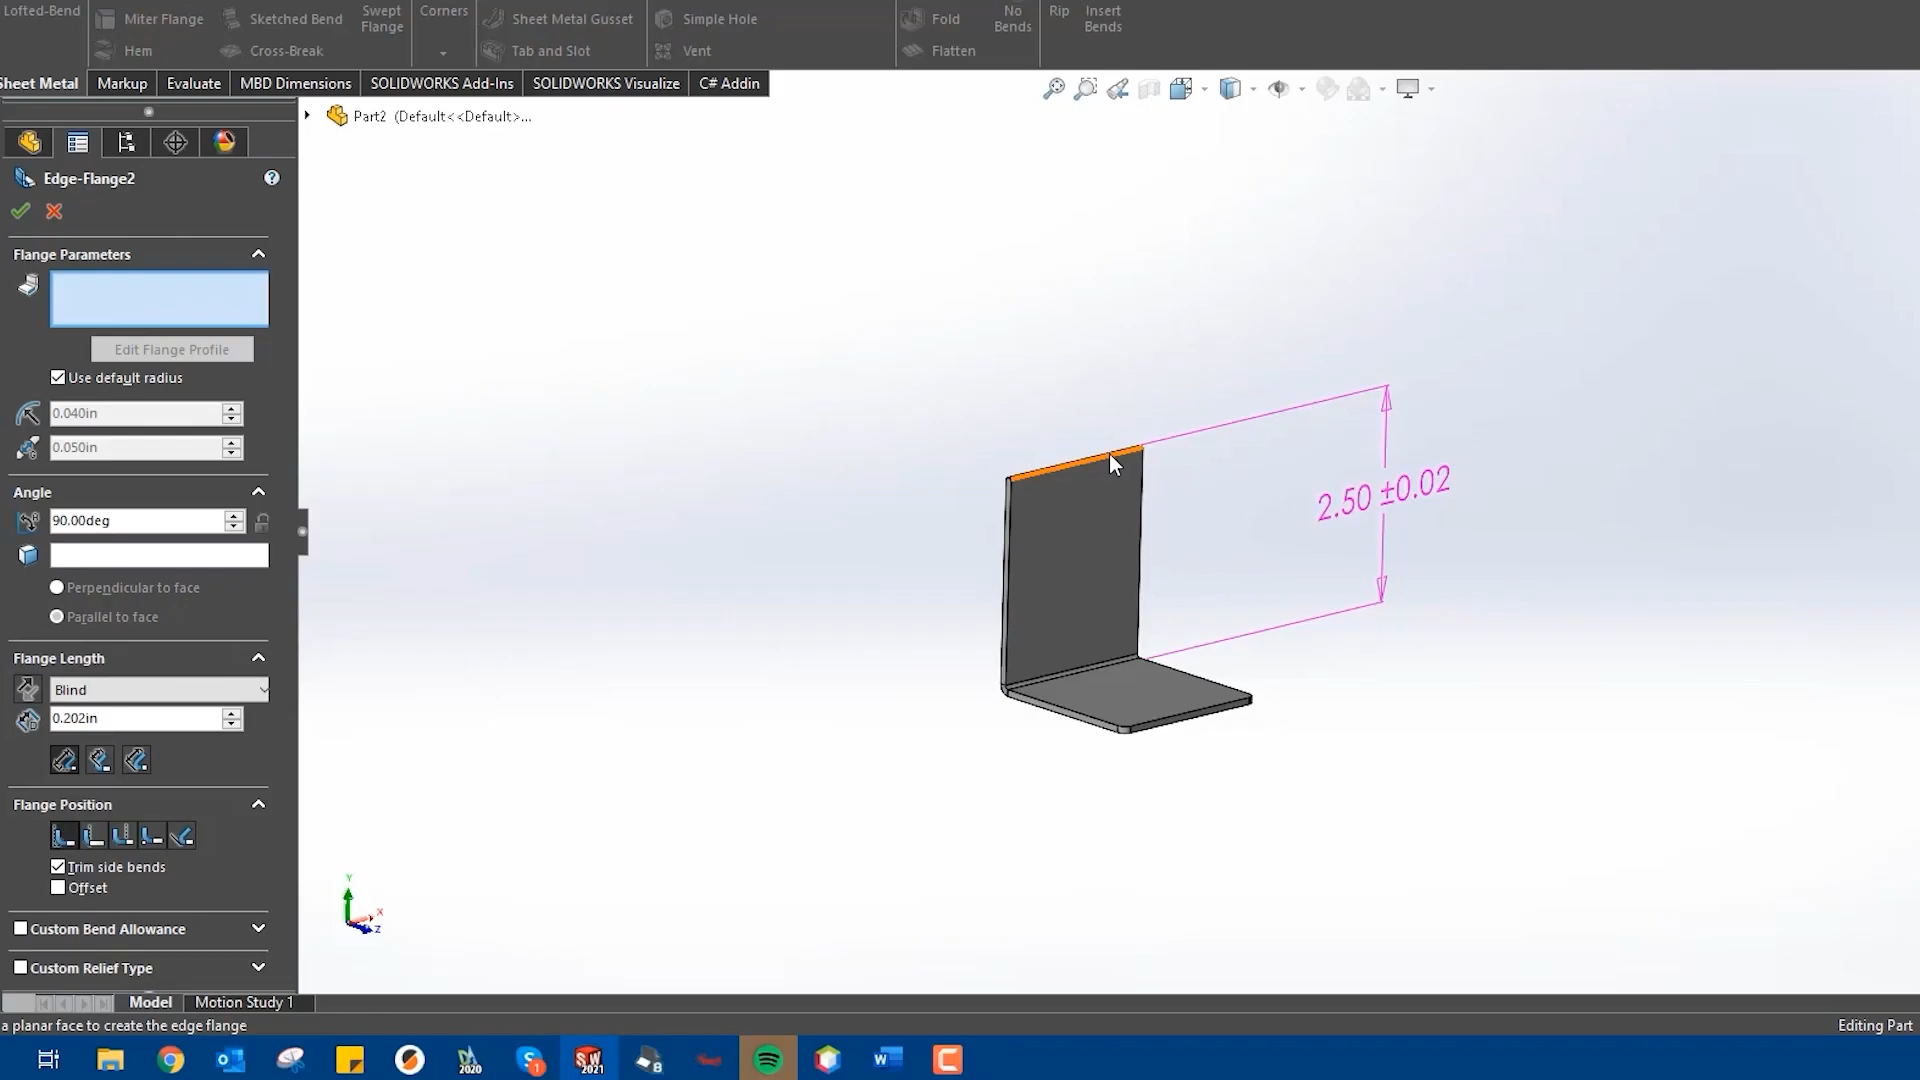 Lofted-Bend
Miter Flange
Hem
Sketched Bend
Cross-Break
Swept
Flange
Corners
Sheet Metal Gusset
Tab and Slot
Simple Hole
Vent
Fold
Flatten
No
Bends
Rip
Insert
Bends
Sheet Metal
Markup
Evaluate
MBD Dimensions
SOLIDWORKS Add-Ins
SOLIDWORKS Visualize
C# Addin
Part2 (Default<<Default>...
Edge-Flange2
Flange Parameters
Edit Flange Profile
Use default radius
0.040in
0.050in
Angle
90.00deg
Perpendicular to face
Parallel to face
Flange Length
Blind
0.202in
Flange Position
Trim side bends
Offset
Custom Bend Allowance
Custom Relief Type
2.50 ±0.02
Y
X
Z
Model
Motion Study 1
a planar face to create the edge flange
Editing Part
2020
1
SW
2021
8
W